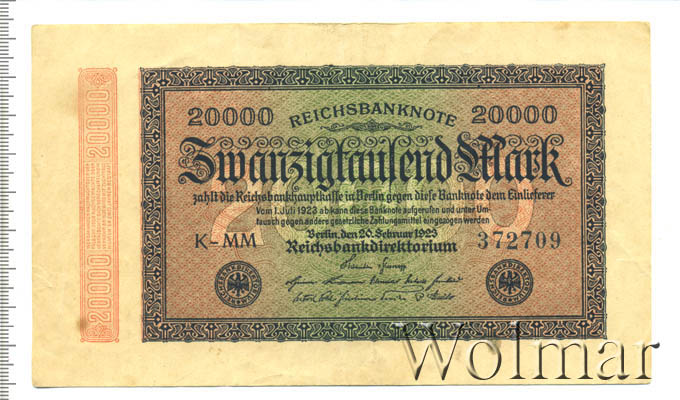 20000 REICHSBANKNOTE 20000
Zwanzigtausend Mark
zahlt die Reichsbankhauptkasse in Berlin gegen diese Banknote dem Einlieferer
Vom 1. Juli 1923 ab kann diese Banknote aufgerufen und unter Um-
tausch gegen andere gesetzliche Zahlungsmittel eingezogen werden
Berlin, den 20. Februar 1923
Reichsbankdirektorium
K-MM 372709
20000
20000
Wolmar